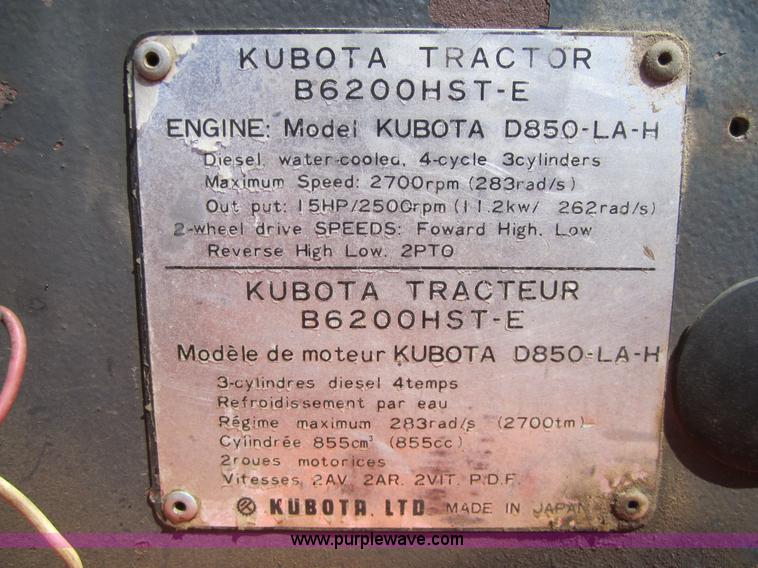 KUBOTA TRACTOR
B6200HST-E
ENGINE: Model KUBOTA D850-LA-H
Diesel, water-cooled, 4-cycle 3cylinders
Maximum Speed: 2700rpm (283rad/s)
Out put: 15HP/2500rpm (11.2kw/ 262rad/s)
2-wheel drive SPEEDS: Foward High, Low
Reverse High Low, 2PTO
KUBOTA TRACTEUR
B6200HST-E
Modèle de moteur KUBOTA D850-LA-H
3-cylindres diesel 4temps
Refroidissement par eau
Régime maximum 283rad/s (2700tm)
Cylindrée 855cm³ (855cc)
2roues motorices
Vitesses 2AV. 2AR. 2VIT. P.D.F.
KUBOTA, LTD. MADE IN JAPAN
www.purplewave.com